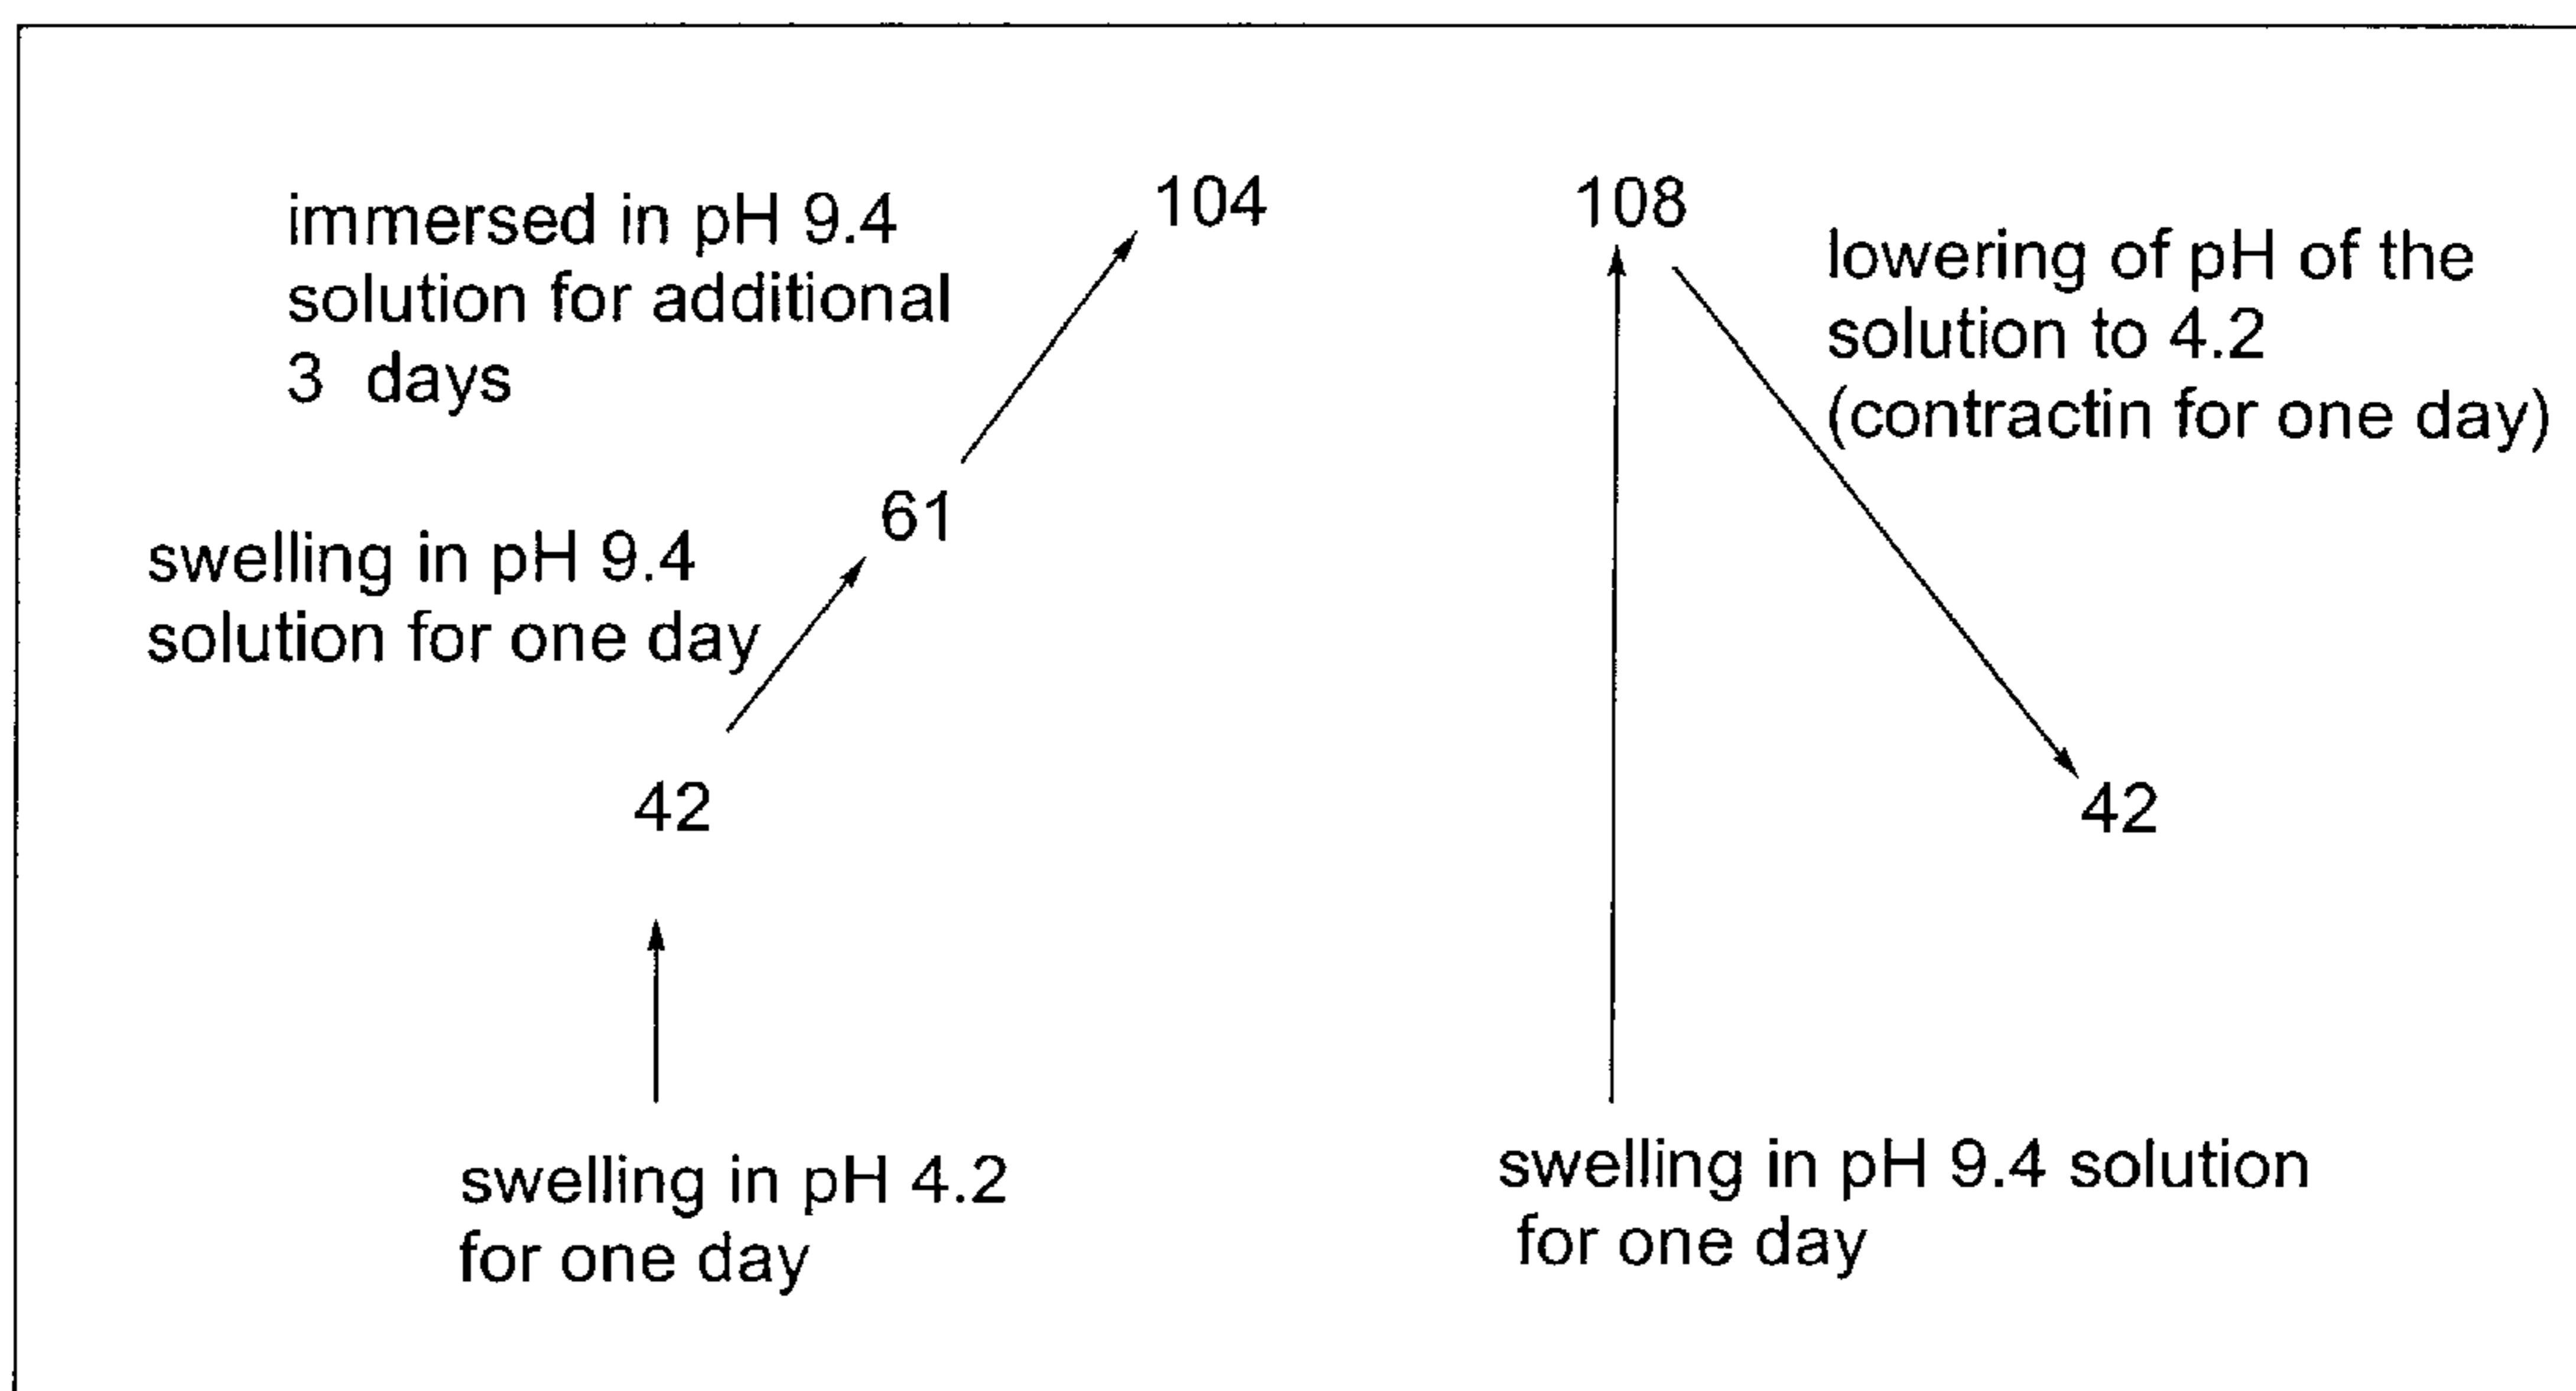 immersed in pH 9.4
solution for additional
3 days
104
61
swelling in pH 9.4
solution for one day
42
swelling in pH 4.2
for one day
108
lowering of pH of the
solution to 4.2
(contractin for one day)
42
swelling in pH 9.4 solution
for one day